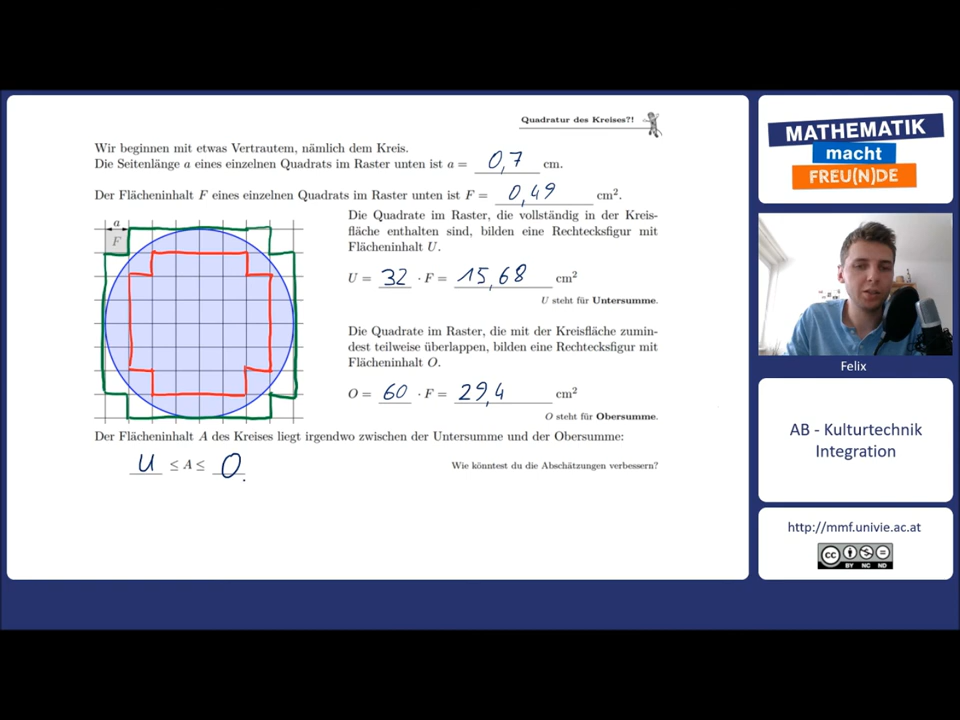 Quadratur des Kreises?!
Wir beginnen mit etwas Vertrautem, nämlich dem Kreis.
Die Seitenlänge a eines einzelnen Quadrats im Raster unten ist a = 0,7 cm.
Der Flächeninhalt F eines einzelnen Quadrats im Raster unten ist F = 0,49 cm².
a
F
Die Quadrate im Raster, die vollständig in der Kreis-
fläche enthalten sind, bilden eine Rechtecksfigur mit
Flächeninhalt U.
U = 32 · F = 15,68 cm²
U steht für Untersumme.
Die Quadrate im Raster, die mit der Kreisfläche zumin-
dest teilweise überlappen, bilden eine Rechtecksfigur mit
Flächeninhalt O.
O = 60 · F = 29,4 cm²
O steht für Obersumme.
Der Flächeninhalt A des Kreises liegt irgendwo zwischen der Untersumme und der Obersumme:
U ≤ A ≤ O.
Wie könntest du die Abschätzungen verbessern?
MATHEMATIK
macht
FREU(N)DE
Felix
AB - Kulturtechnik
Integration
http://mmf.univie.ac.at
cc
BY NC ND